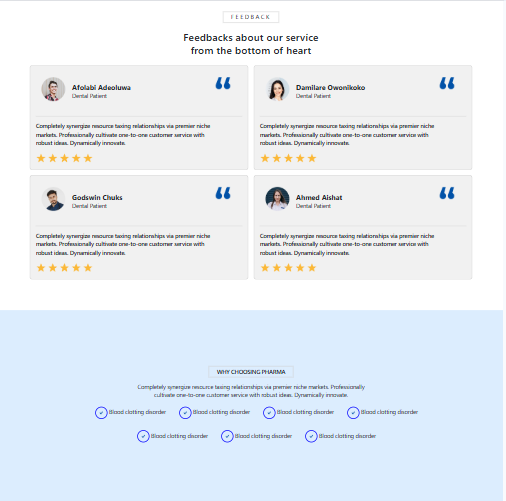 FEEDBACK
Feedbacks about our service
from the bottom of heart
Afolabi Adeoluwa
Dental Patient
Completely synergize resource taxing relationships via premier niche
markets. Professionally cultivate one-to-one customer service with
robust ideas. Dynamically innovate.
Damilare Owonikoko
Dental Patient
Completely synergize resource taxing relationships via premier niche
markets. Professionally cultivate one-to-one customer service with
robust ideas. Dynamically innovate.
Godswin Chuks
Dental Patient
Completely synergize resource taxing relationships via premier niche
markets. Professionally cultivate one-to-one customer service with
robust ideas. Dynamically innovate.
Ahmed Aishat
Dental Patient
Completely synergize resource taxing relationships via premier niche
markets. Professionally cultivate one-to-one customer service with
robust ideas. Dynamically innovate.
WHY CHOOSING PHARMA
Completely synergize resource taxing relationships via premier niche markets. Professionally
cultivate one-to-one customer service with robust ideas. Dynamically innovate.
Blood clotting disorder Blood clotting disorder Blood clotting disorder Blood clotting disorder
Blood clotting disorder Blood clotting disorder Blood clotting disorder